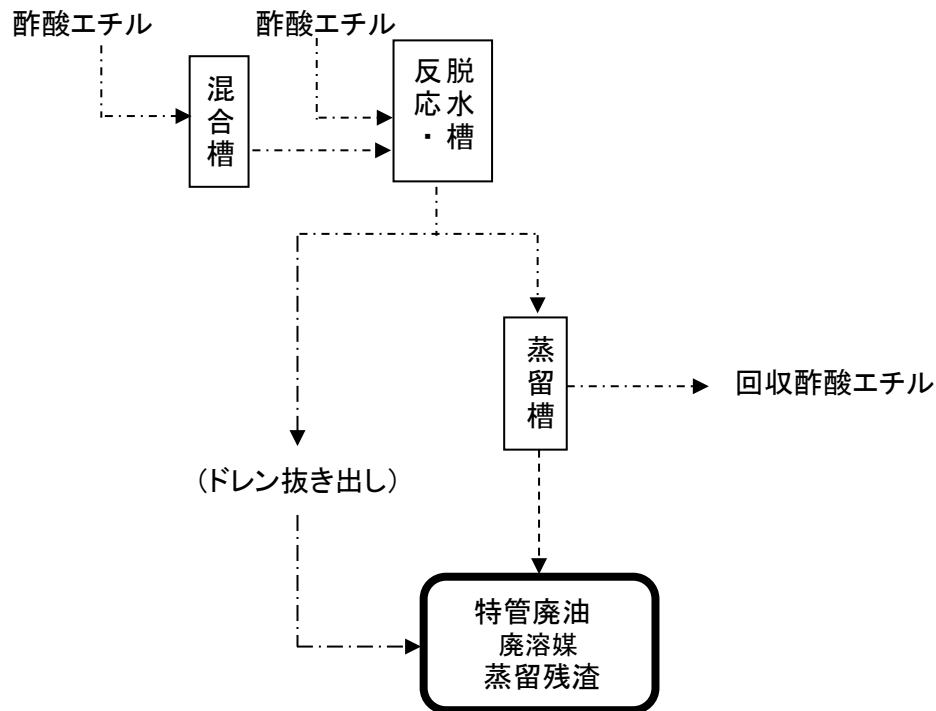 酢酸エチル
酢酸エチル
混合槽
反応・
脱水槽
蒸留槽
回収酢酸エチル
(ドレン抜き出し)
特管廃油
廃溶媒
蒸留残渣